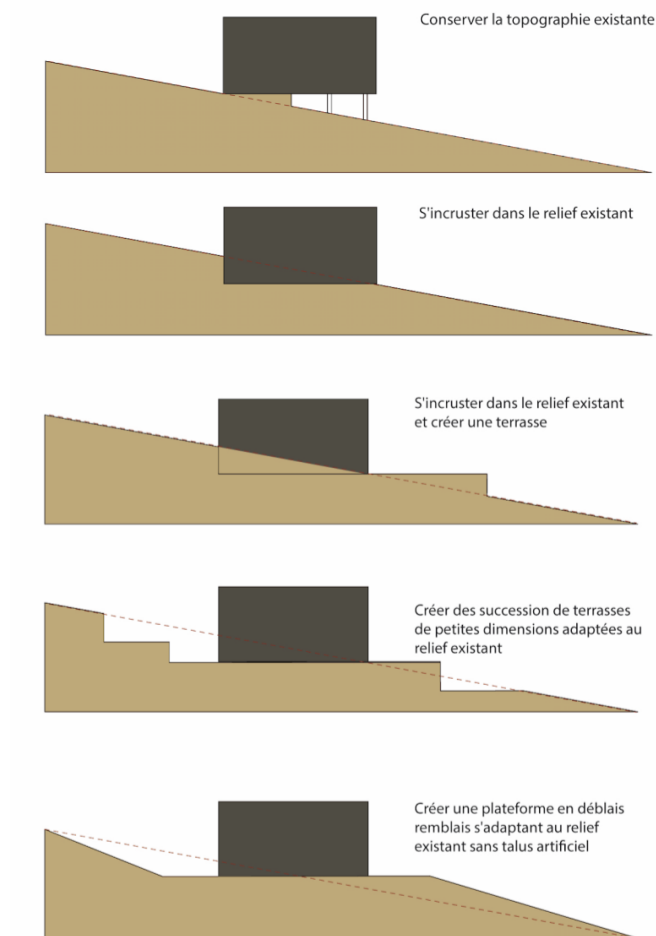 Conserver la topographie existante
S'incruster dans le relief existant
S'incruster dans le relief existant
et créer une terrasse
Créer des succession de terrasses
de petites dimensions adaptées au
relief existant
Créer une plateforme en déblais
remblais s'adaptant au relief
existant sans talus artificiel